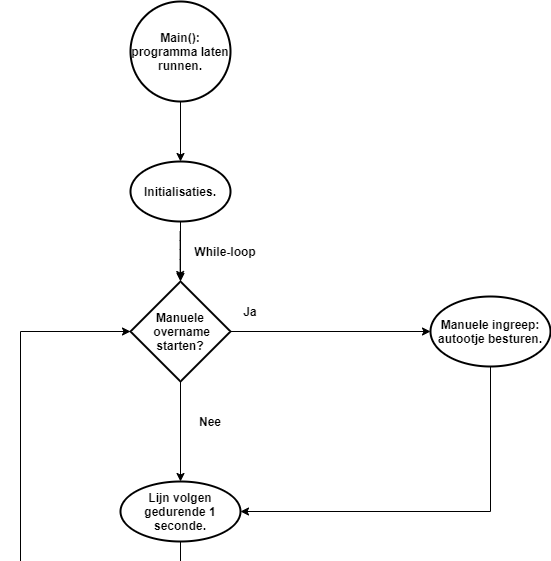 Main():
programma laten
runnen.
Initialisaties.
While-loop
Manuele
overname
starten?
Ja
Manuele ingreep:
autootje besturen.
Nee
Lijn volgen
gedurende 1
seconde.